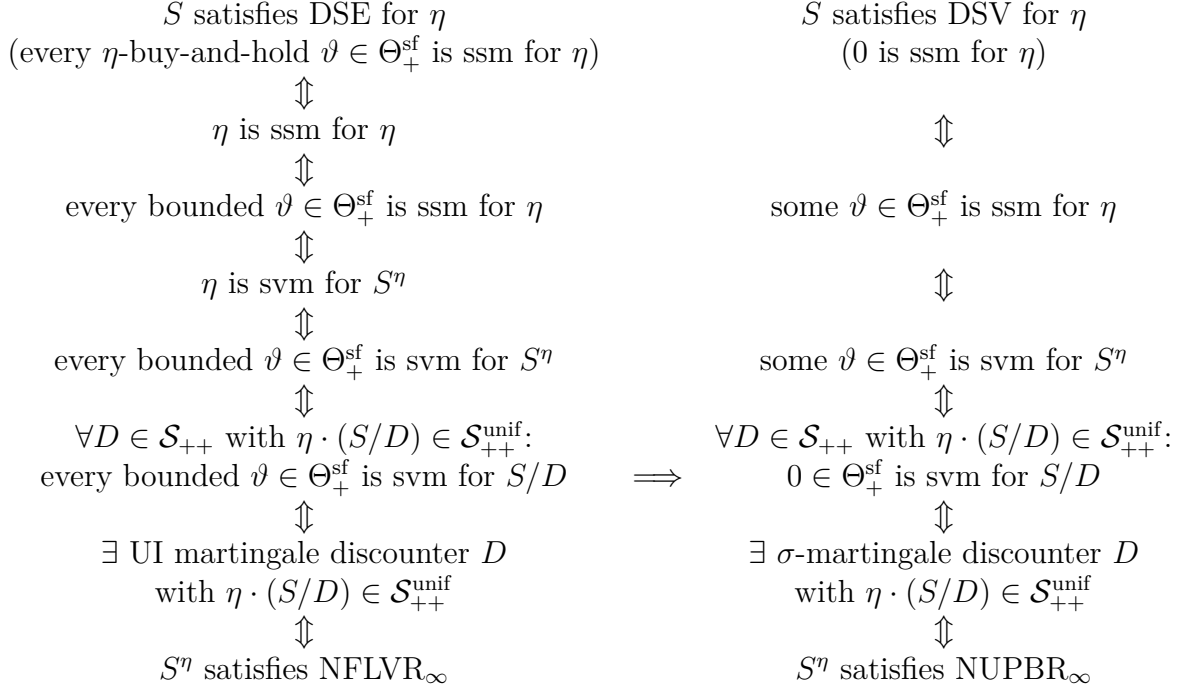 S satisfies DSE for η
(every η-buy-and-hold ϑ ∈ Θ₊ˢᶠ is ssm for η)
⇕
η is ssm for η
⇕
every bounded ϑ ∈ Θ₊ˢᶠ is ssm for η
⇕
η is svm for S^η
⇕
every bounded ϑ ∈ Θ₊ˢᶠ is svm for S^η
⇕
∀D ∈ 𝒮₊₊ with η · (S/D) ∈ 𝒮₊₊ᵘⁿⁱᶠ:
every bounded ϑ ∈ Θ₊ˢᶠ is svm for S/D
⇕
∃ UI martingale discounter D
with η · (S/D) ∈ 𝒮₊₊ᵘⁿⁱᶠ
⇕
S^η satisfies NFLVR_∞
⟹
S satisfies DSV for η
(0 is ssm for η)
⇕
some ϑ ∈ Θ₊ˢᶠ is ssm for η
⇕
some ϑ ∈ Θ₊ˢᶠ is svm for S^η
⇕
∀D ∈ 𝒮₊₊ with η · (S/D) ∈ 𝒮₊₊ᵘⁿⁱᶠ:
0 ∈ Θ₊ˢᶠ is svm for S/D
⇕
∃ σ-martingale discounter D
with η · (S/D) ∈ 𝒮₊₊ᵘⁿⁱᶠ
⇕
S^η satisfies NUPBR_∞